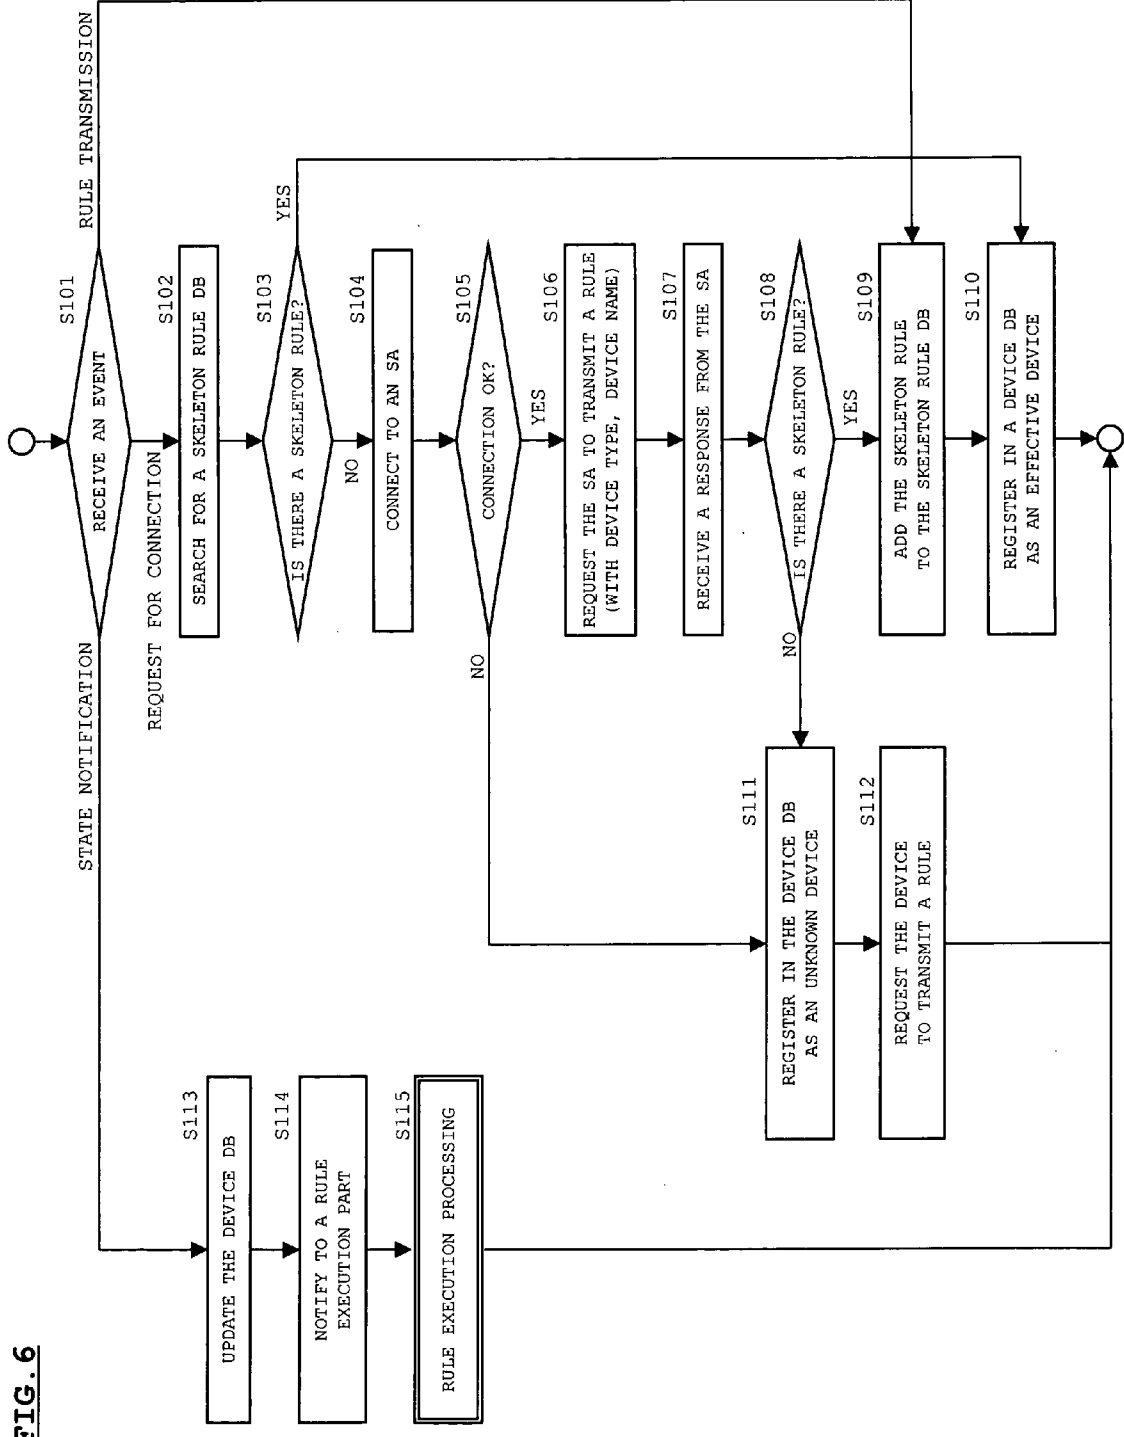 FIG. 6
S101
RECEIVE AN EVENT
STATE NOTIFICATION
REQUEST FOR CONNECTION
RULE TRANSMISSION
S102
SEARCH FOR A SKELETON RULE DB
S103
IS THERE A SKELETON RULE?
YES
NO
S104
CONNECT TO AN SA
S105
CONNECTION OK?
NO
YES
S106
REQUEST THE SA TO TRANSMIT A RULE
(WITH DEVICE TYPE, DEVICE NAME)
S107
RECEIVE A RESPONSE FROM THE SA
S108
IS THERE A SKELETON RULE?
NO
YES
S109
ADD THE SKELETON RULE
TO THE SKELETON RULE DB
S110
REGISTER IN A DEVICE DB
AS AN EFFECTIVE DEVICE
S111
REGISTER IN THE DEVICE DB
AS AN UNKNOWN DEVICE
S112
REQUEST THE DEVICE
TO TRANSMIT A RULE
S113
UPDATE THE DEVICE DB
S114
NOTIFY TO A RULE
EXECUTION PART
S115
RULE EXECUTION PROCESSING